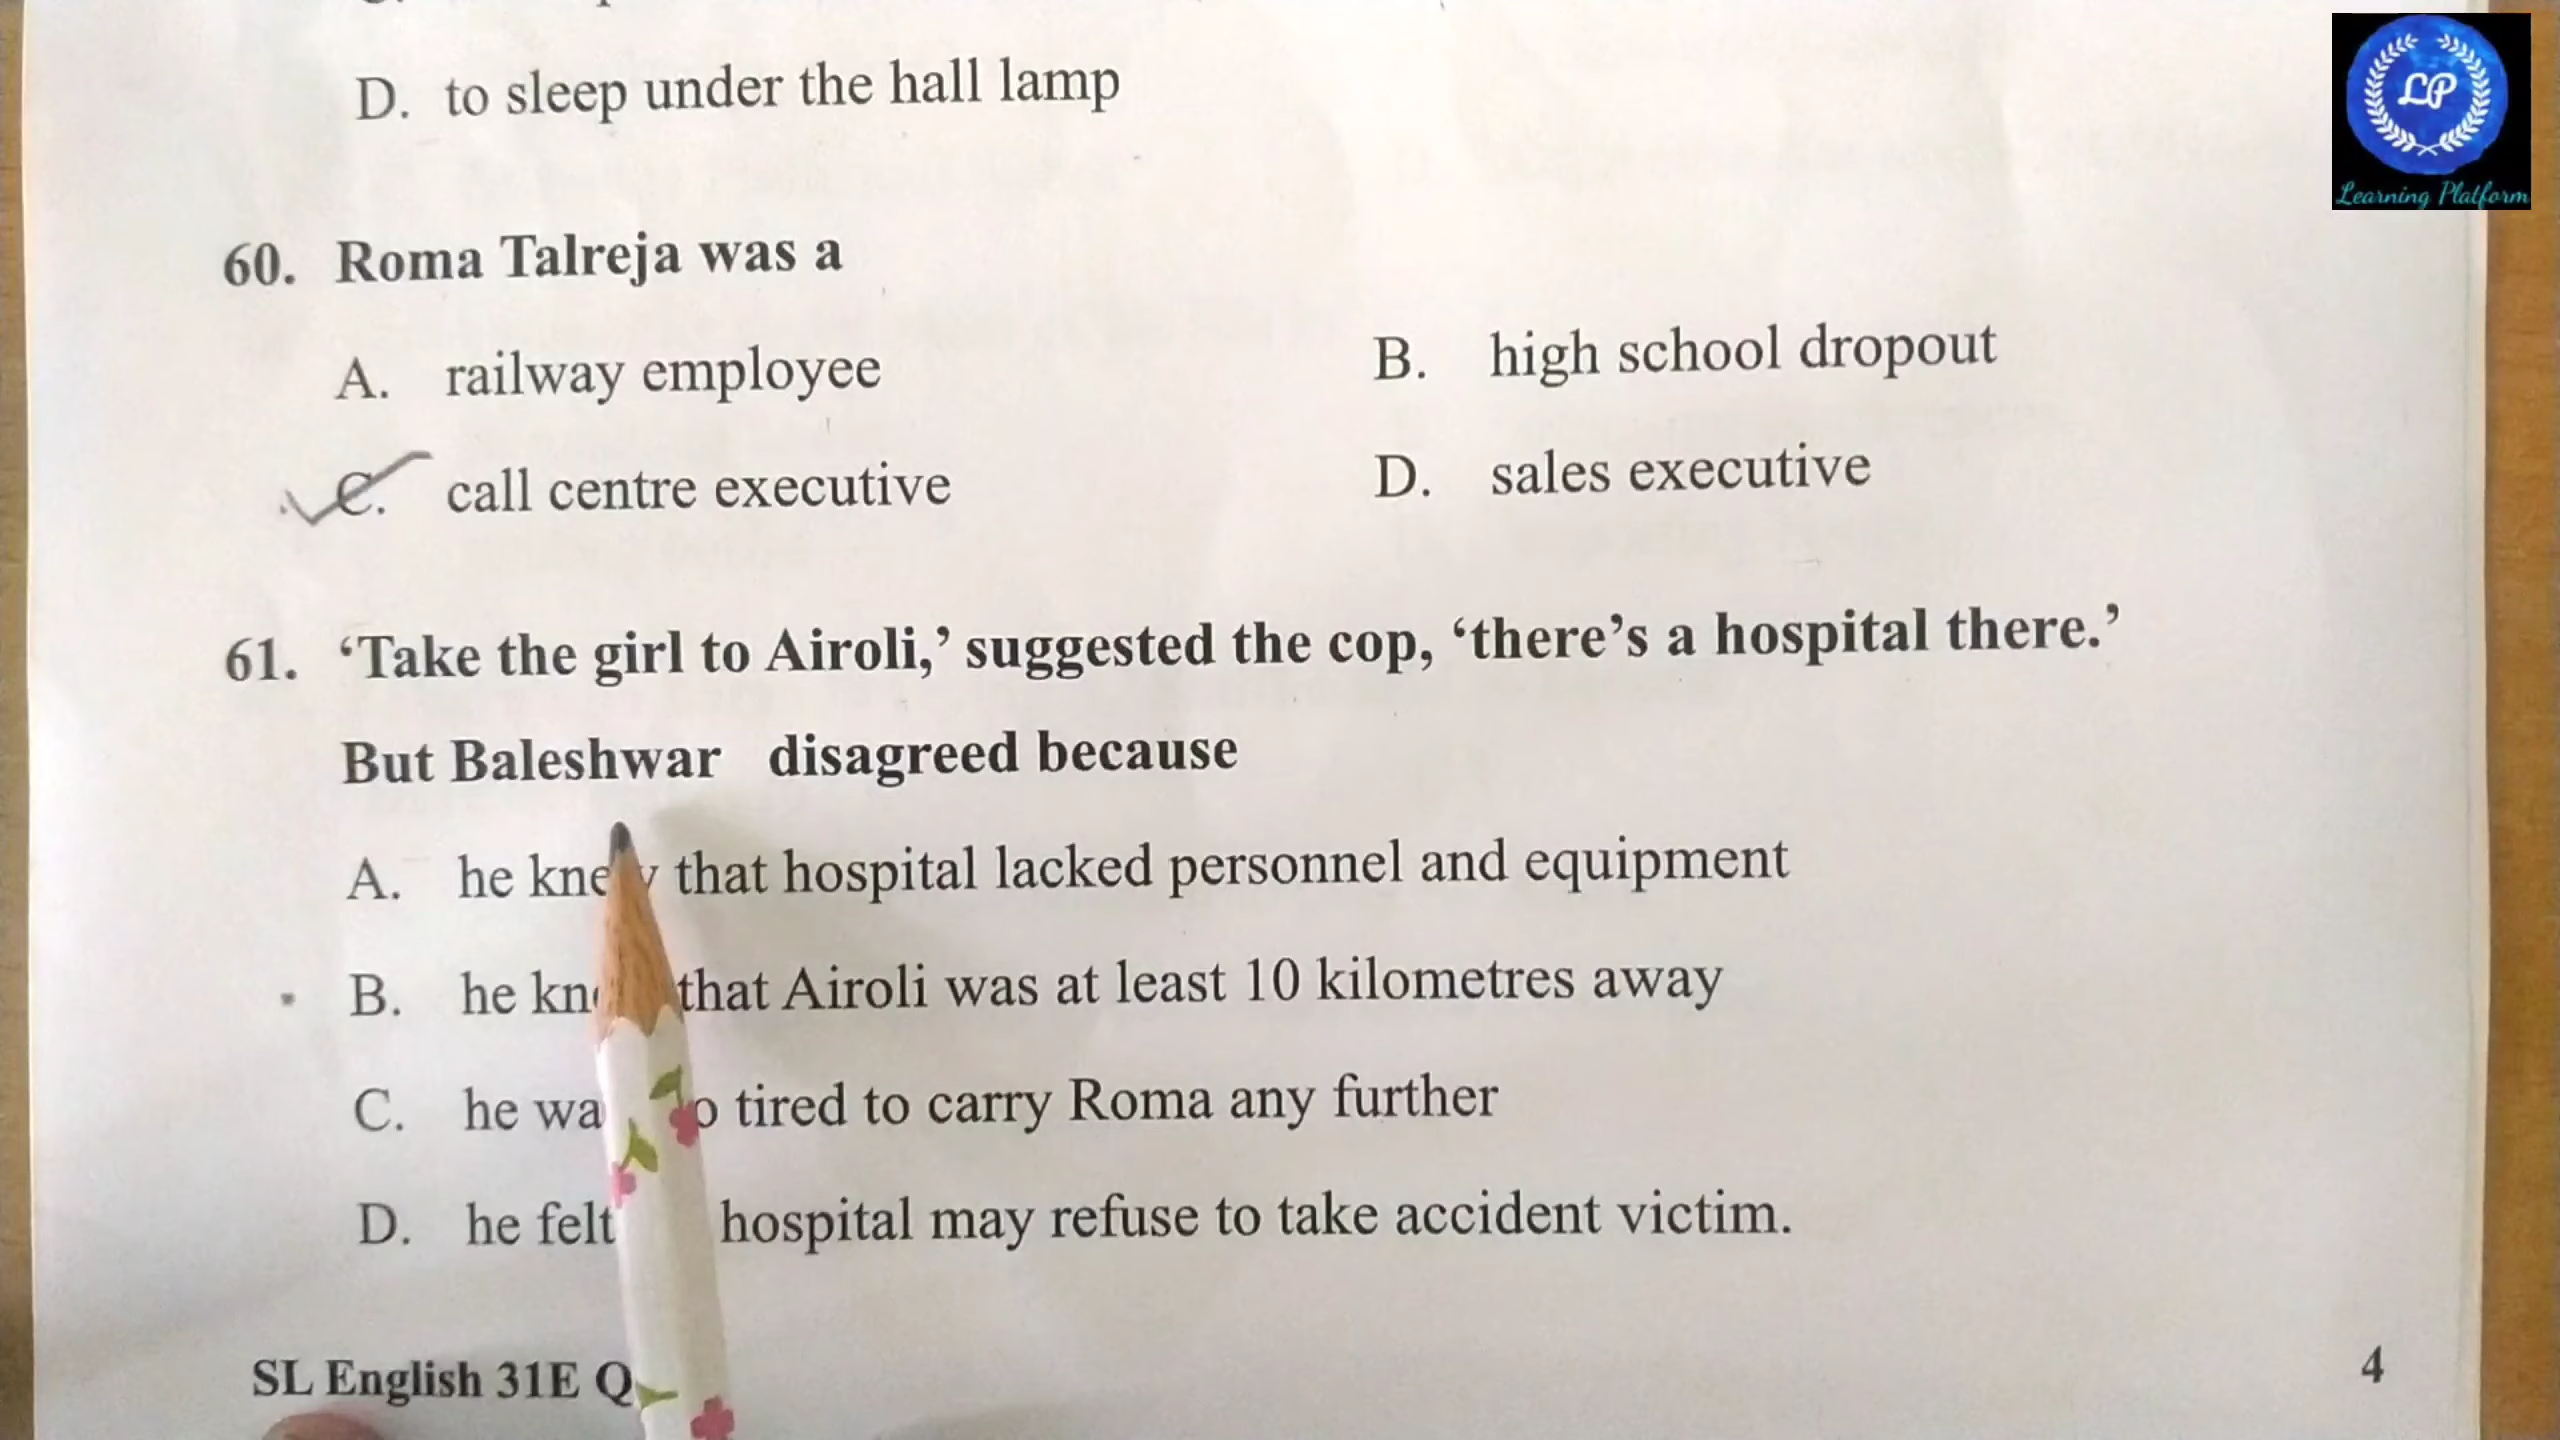 D. to sleep under the hall lamp
60. Roma Talreja was a
A. railway employee B. high school dropout
C. call centre executive D. sales executive
61. ‘Take the girl to Airoli,’ suggested the cop, ‘there’s a hospital there.’
But Baleshwar disagreed because
A. he knew that hospital lacked personnel and equipment
B. he that Airoli was at least 10 kilometres away
C. he tired to carry Roma any further
D. he felt hospital may refuse to take accident victim.
SL English 31E Q
4
LP
Learning Platform